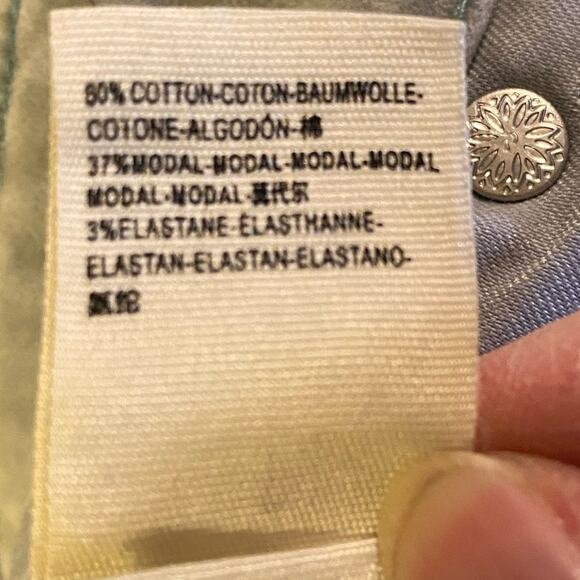 60% COTTON-COTON-BAUMWOLLE-
COTONE-ALGODÓN-棉
37%MODAL-MODAL-MODAL-MODAL
MODAL-MODAL-莫代尔
3%ELASTANE-ÉLASTHANNE-
ELASTAN-ELASTAN-ELASTANO-
氨纶